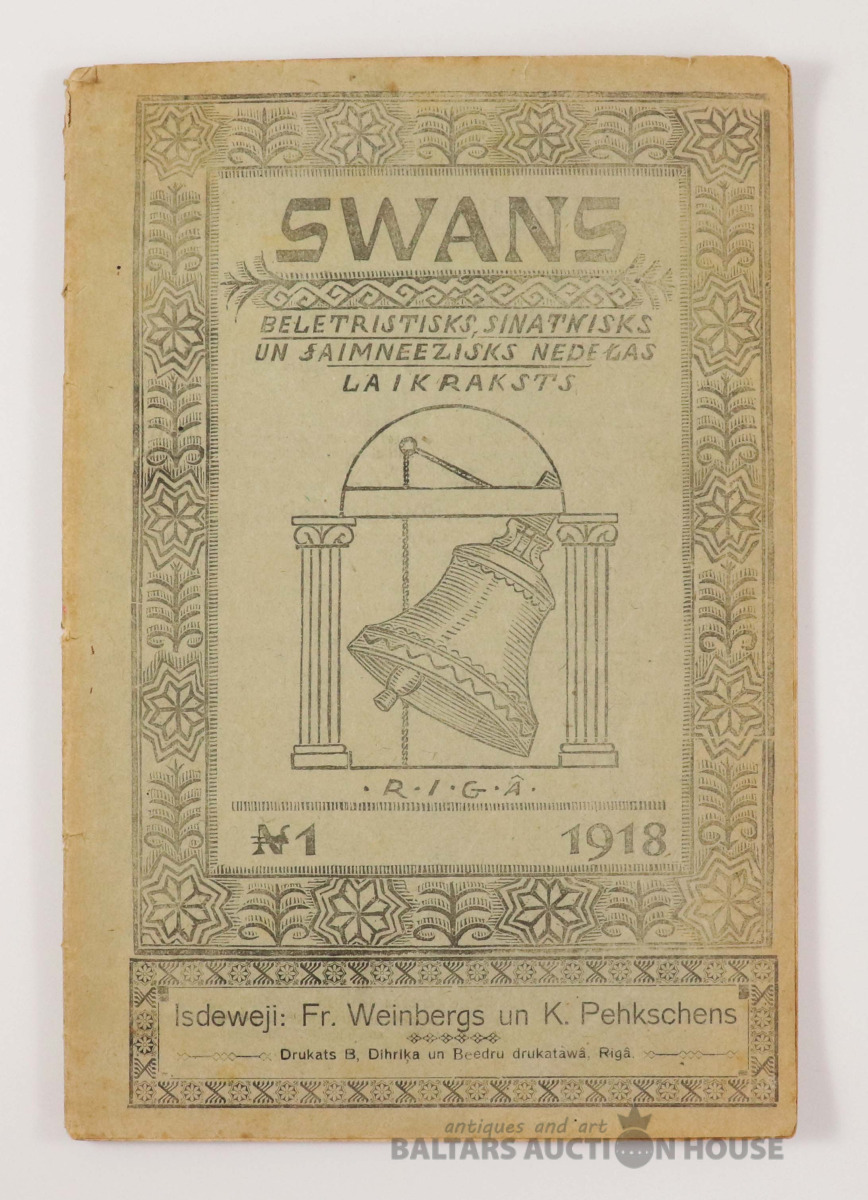 SWANS
BELETRISTISKS, SINATNISKS
UN SAIMNEEZISKS NEDEŁAS
LAIKRAKSTS
·R·I·G·Â·
№1 1918
Isdeweji: Fr. Weinbergs un K. Pehkschens
Drukats B, Dihriķa un Beedru drukatawâ, Rigâ.
antiques and art
BALTARS AUCTION HOUSE